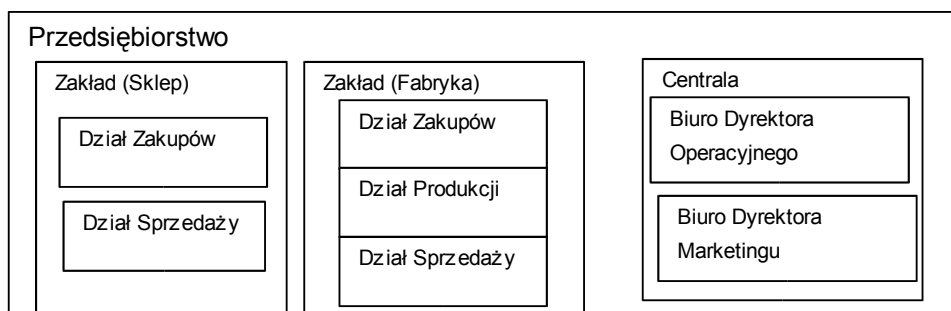 Przedsiębiorstwo
Zakład (Sklep)
Dział Zakupów
Dział Sprzedaży
Zakład (Fabryka)
Dział Zakupów
Dział Produkcji
Dział Sprzedaży
Centrala
Biuro Dyrektora
Operacyjnego
Biuro Dyrektora
Marketingu